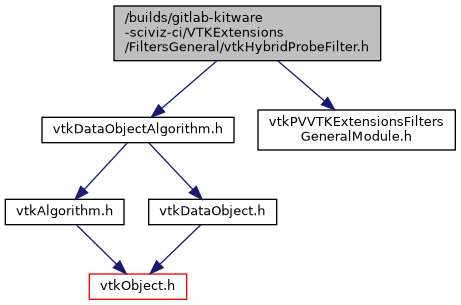 /builds/gitlab-kitware
-sciviz-ci/VTKExtensions
/FiltersGeneral/vtkHybridProbeFilter.h
vtkDataObjectAlgorithm.h
vtkPVVTKExtensionsFilters
GeneralModule.h
vtkAlgorithm.h
vtkDataObject.h
vtkObject.h